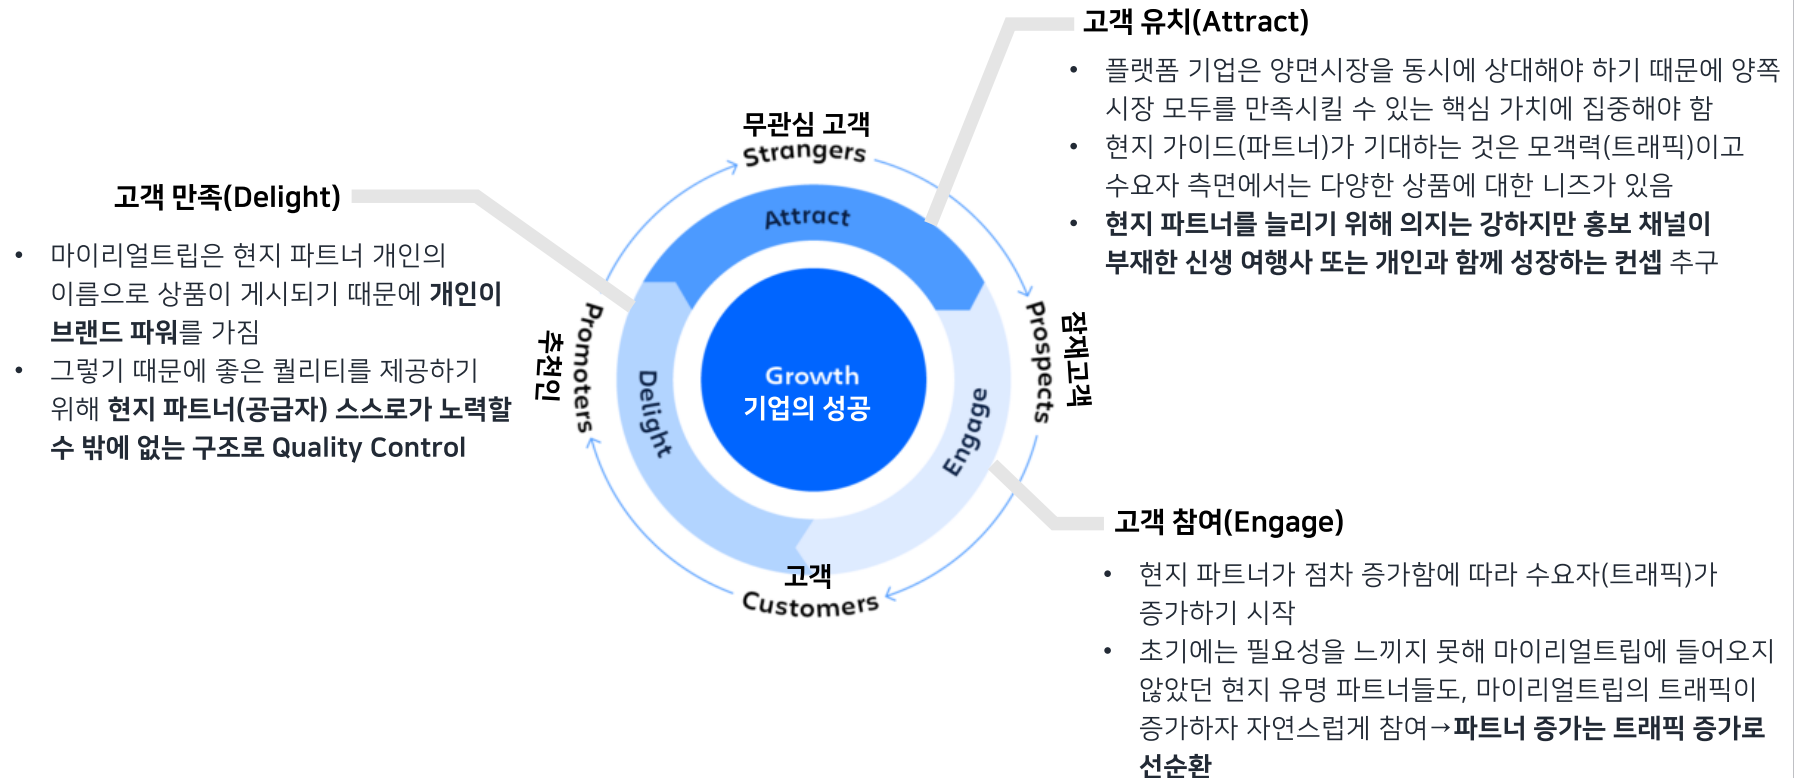 고객 유치(Attract)
• 플랫폼 기업은 양면시장을 동시에 상대해야 하기 때문에 양쪽
시장 모두를 만족시킬 수 있는 핵심 가치에 집중해야 함
• 현지 가이드(파트너)가 기대하는 것은 모객력(트래픽)이고
수요자 측면에서는 다양한 상품에 대한 니즈가 있음
• 현지 파트너를 늘리기 위해 의지는 강하지만 홍보 채널이
부재한 신생 여행사 또는 개인과 함께 성장하는 컨셉 추구
고객 만족(Delight)
• 마이리얼트립은 현지 파트너 개인의
이름으로 상품이 게시되기 때문에 개인이
브랜드 파워를 가짐
• 그렇기 때문에 좋은 퀄리티를 제공하기
위해 현지 파트너(공급자) 스스로가 노력할
수 밖에 없는 구조로 Quality Control
무관심 고객
Strangers
Attract
추천인
Promoters
Delight
Growth
기업의 성공
Engage
Prospects
잠재고객
고객
Customers
고객 참여(Engage)
• 현지 파트너가 점차 증가함에 따라 수요자(트래픽)가
증가하기 시작
• 초기에는 필요성을 느끼지 못해 마이리얼트립에 들어오지
않았던 현지 유명 파트너들도, 마이리얼트립의 트래픽이
증가하자 자연스럽게 참여→파트너 증가는 트래픽 증가로
선순환